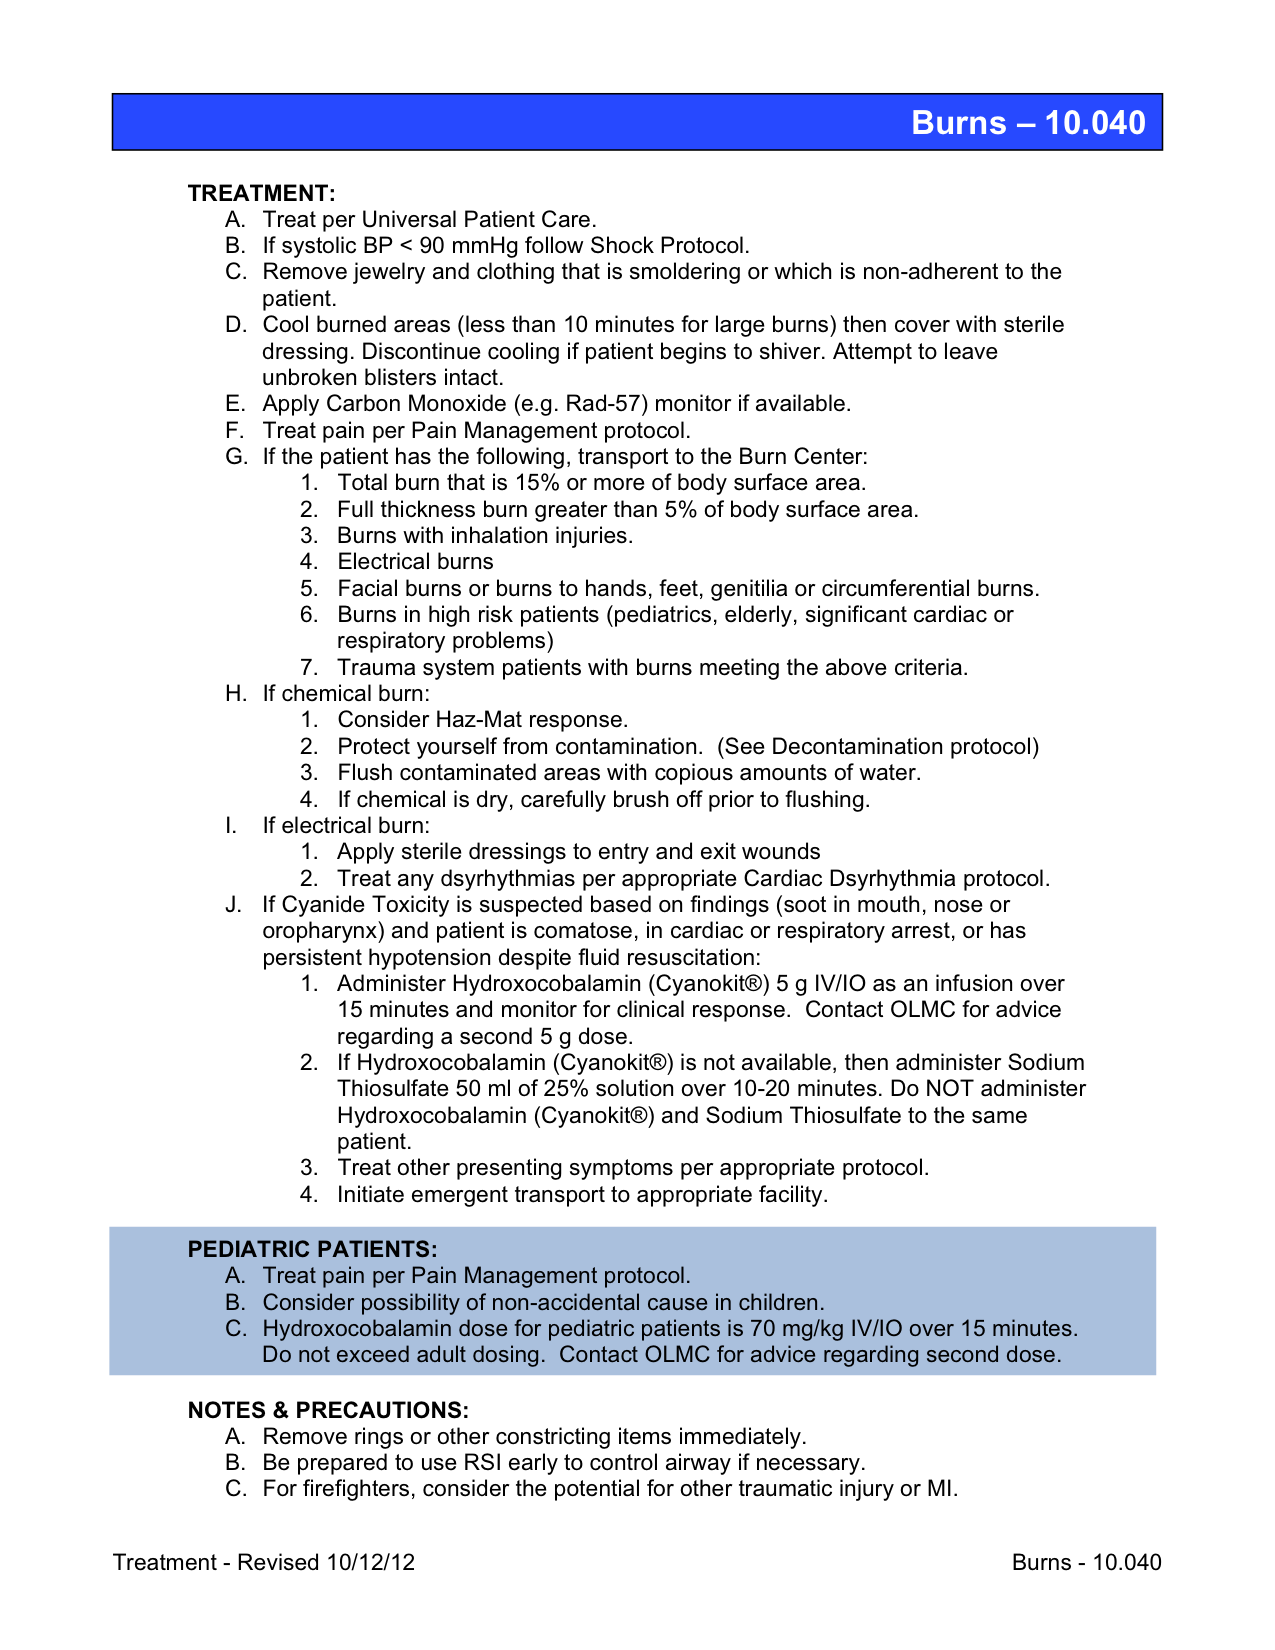 Burns – 10.040
TREATMENT:
A. Treat per Universal Patient Care.
B. If systolic BP < 90 mmHg follow Shock Protocol.
C. Remove jewelry and clothing that is smoldering or which is non-adherent to the
patient.
D. Cool burned areas (less than 10 minutes for large burns) then cover with sterile
dressing. Discontinue cooling if patient begins to shiver. Attempt to leave
unbroken blisters intact.
E. Apply Carbon Monoxide (e.g. Rad-57) monitor if available.
F. Treat pain per Pain Management protocol.
G. If the patient has the following, transport to the Burn Center:
1. Total burn that is 15% or more of body surface area.
2. Full thickness burn greater than 5% of body surface area.
3. Burns with inhalation injuries.
4. Electrical burns
5. Facial burns or burns to hands, feet, genitilia or circumferential burns.
6. Burns in high risk patients (pediatrics, elderly, significant cardiac or
respiratory problems)
7. Trauma system patients with burns meeting the above criteria.
H. If chemical burn:
1. Consider Haz-Mat response.
2. Protect yourself from contamination.  (See Decontamination protocol)
3. Flush contaminated areas with copious amounts of water.
4. If chemical is dry, carefully brush off prior to flushing.
I. If electrical burn:
1. Apply sterile dressings to entry and exit wounds
2. Treat any dsyrhythmias per appropriate Cardiac Dsyrhythmia protocol.
J. If Cyanide Toxicity is suspected based on findings (soot in mouth, nose or
oropharynx) and patient is comatose, in cardiac or respiratory arrest, or has
persistent hypotension despite fluid resuscitation:
1. Administer Hydroxocobalamin (Cyanokit®) 5 g IV/IO as an infusion over
15 minutes and monitor for clinical response.  Contact OLMC for advice
regarding a second 5 g dose.
2. If Hydroxocobalamin (Cyanokit®) is not available, then administer Sodium
Thiosulfate 50 ml of 25% solution over 10-20 minutes. Do NOT administer
Hydroxocobalamin (Cyanokit®) and Sodium Thiosulfate to the same
patient.
3. Treat other presenting symptoms per appropriate protocol.
4. Initiate emergent transport to appropriate facility.
PEDIATRIC PATIENTS:
A. Treat pain per Pain Management protocol.
B. Consider possibility of non-accidental cause in children.
C. Hydroxocobalamin dose for pediatric patients is 70 mg/kg IV/IO over 15 minutes.
Do not exceed adult dosing.  Contact OLMC for advice regarding second dose.
NOTES & PRECAUTIONS:
A. Remove rings or other constricting items immediately.
B. Be prepared to use RSI early to control airway if necessary.
C. For firefighters, consider the potential for other traumatic injury or MI.
Treatment - Revised 10/12/12
Burns - 10.040